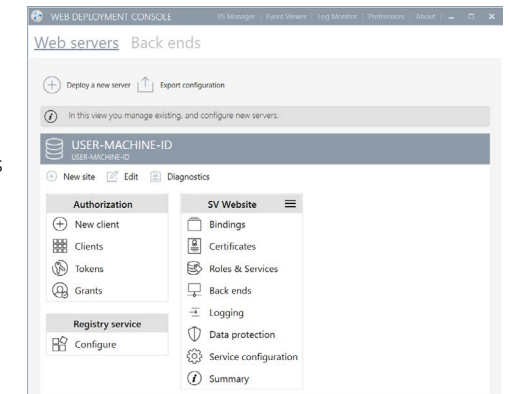 WEB DEPLOYMENT CONSOLE IIS Manager | Event Viewer | Log Monitor | Preferences | About
Web servers Back ends
Deploy a new server Export configuration
In this view you manage existing, and configure new servers.
USER-MACHINE-ID
USER-MACHINE-ID
New site Edit Diagnostics
Authorization
New client
Clients
Tokens
Grants
Registry service
Configure
SV Website
Bindings
Certificates
Roles & Services
Back ends
Logging
Data protection
Service configuration
Summary